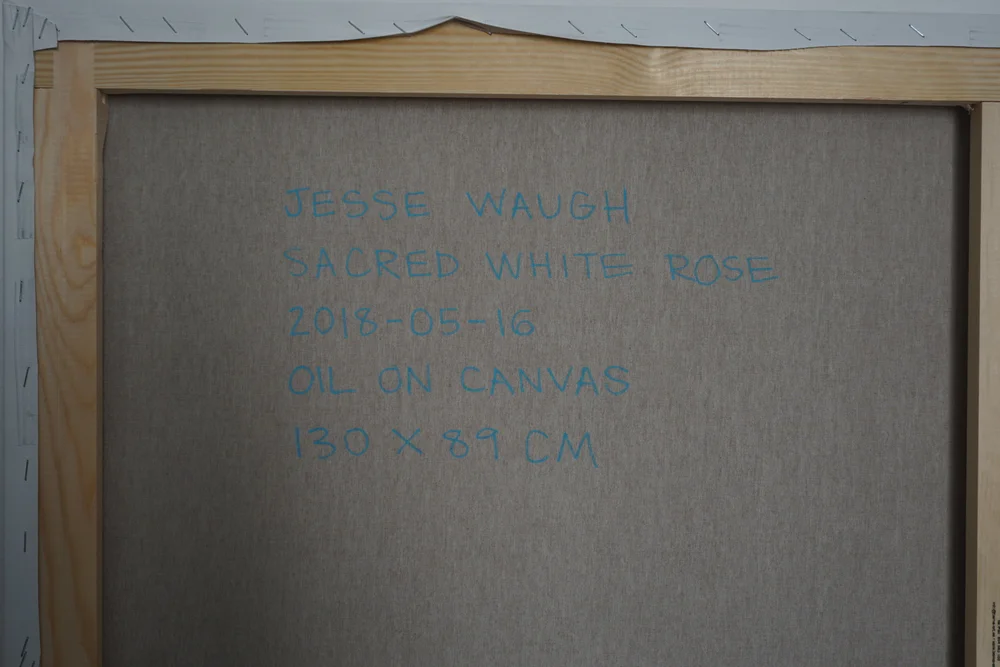 JESSE WAUGH
SACRED WHITE ROSE
2018-05-16
OIL ON CANVAS
130 X 89 CM